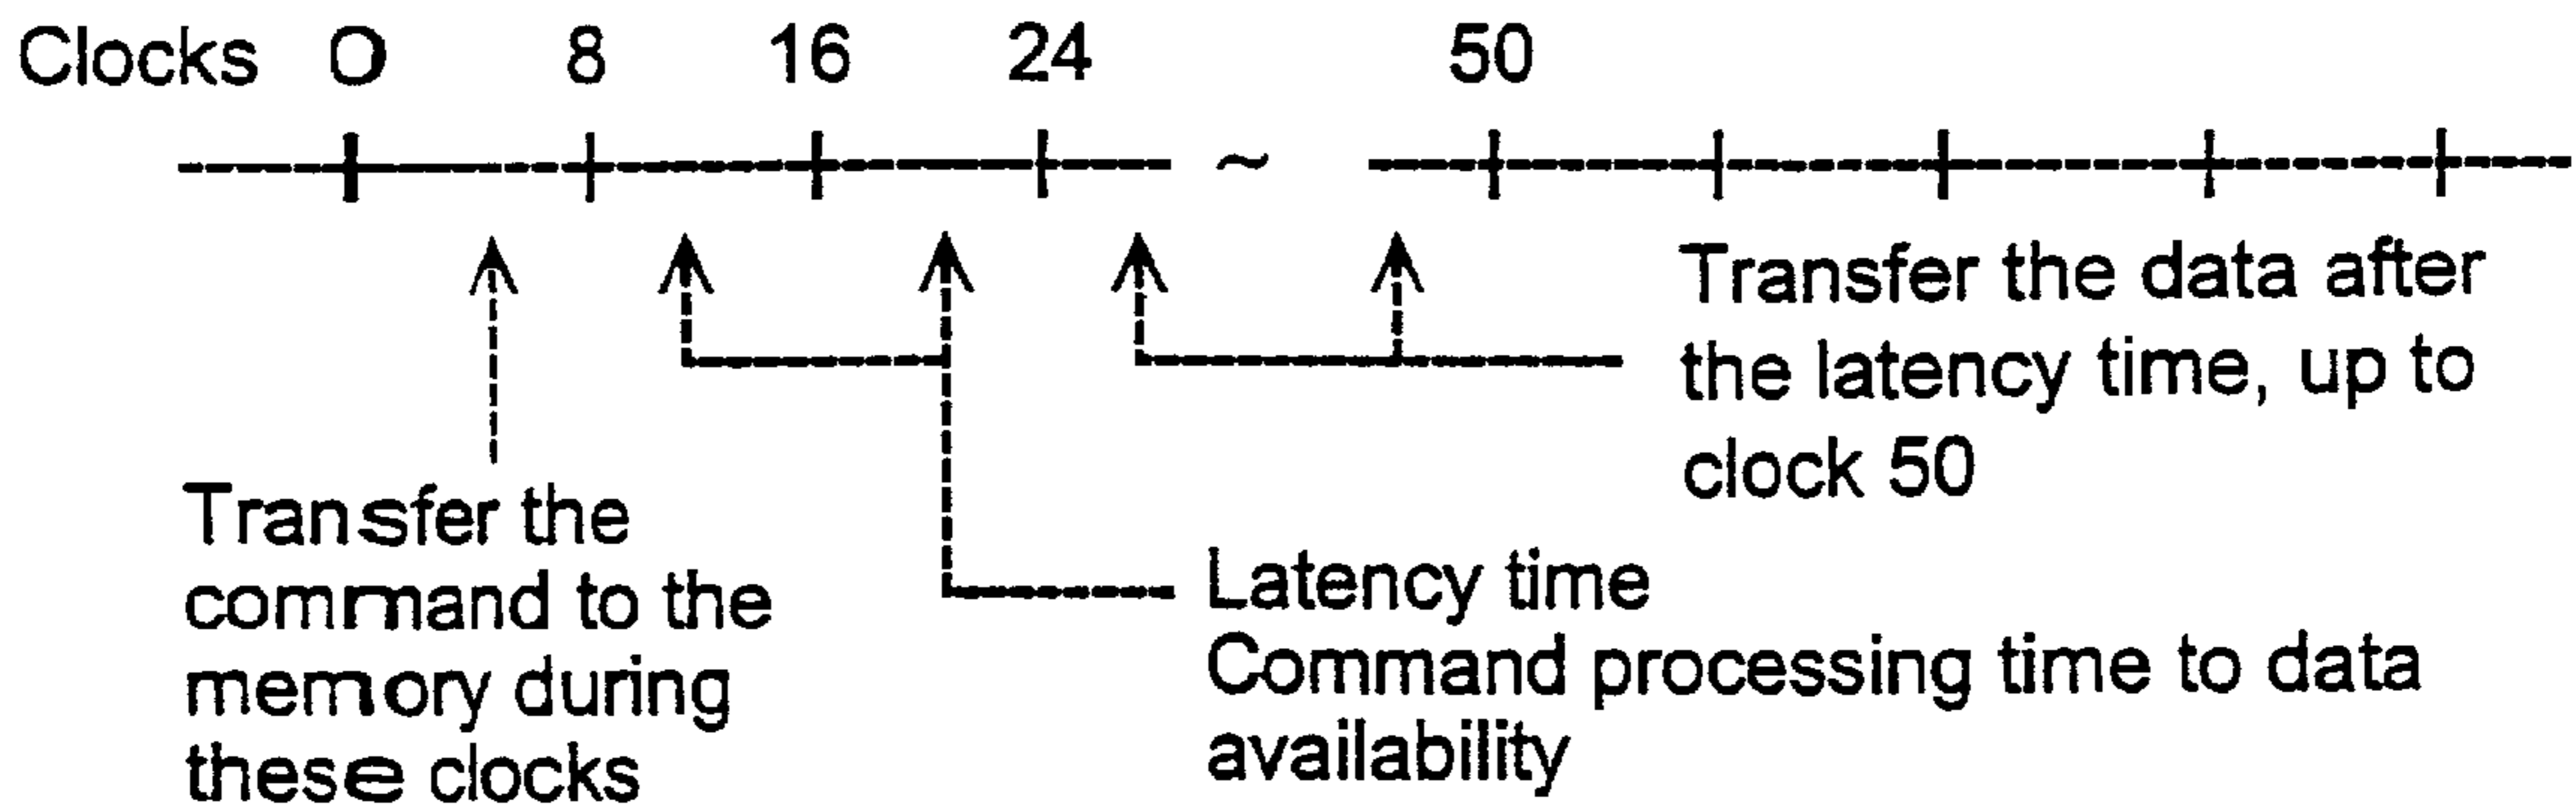 Clocks 0 8 16 24 50
~
Transfer the data after
the latency time, up to
clock 50
Transfer the
command to the
memory during
these clocks
Latency time
Command processing time to data
availability